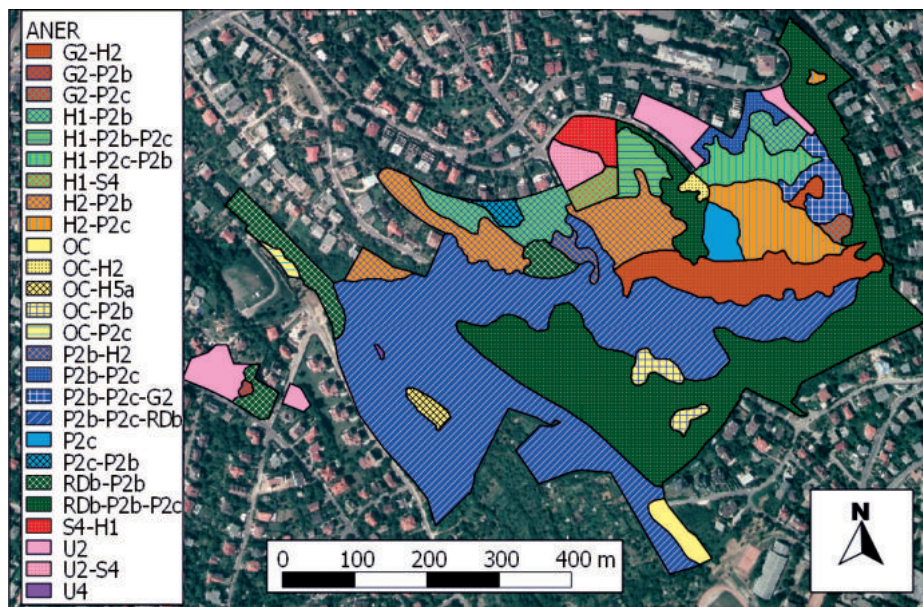 ANER
G2-H2
G2-P2b
G2-P2c
H1-P2b
H1-P2b-P2c
H1-P2c-P2b
H1-S4
H2-P2b
H2-P2c
OC
OC-H2
OC-H5a
OC-P2b
OC-P2c
P2b-H2
P2b-P2c
P2b-P2c-G2
P2b-P2c-RDb
P2c
P2c-P2b
RDb-P2b
RDb-P2b-P2c
S4-H1
U2
U2-S4
U4
0 100 200 300 400 m
N